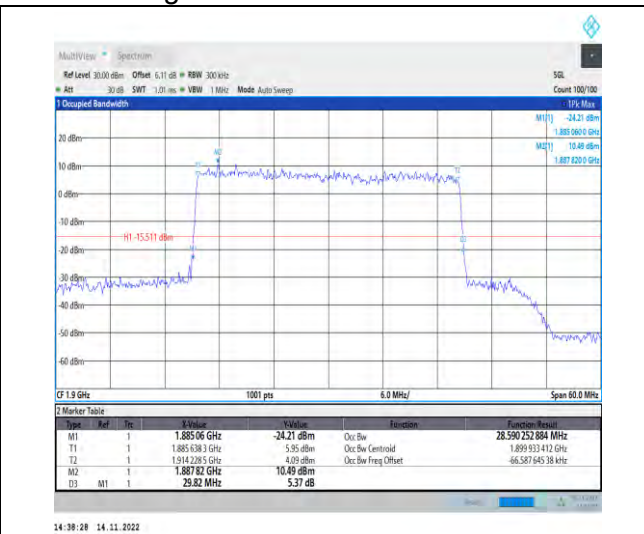 MultiView Spectrum
Ref Level 30.00 dBm Offset 6.11 dB RBW 300 kHz SGL
Att 30 dB SWT 1.01 ms VBW 1 MHz Mode Auto Sweep Count 100/100
1 Occupied Bandwidth 1Pk Max
M1[1] -24.21 dBm
1.885 060 0 GHz
M2[1] 10.49 dBm
1.887 820 0 GHz
20 dBm
M2
10 dBm
T1
T2
0 dBm
-10 dBm
H1 -15.511 dBm
M1
D3
-20 dBm
-30 dBm
-40 dBm
-50 dBm
-60 dBm
CF 1.9 GHz 1001 pts 6.0 MHz/ Span 60.0 MHz
2 Marker Table
Type Ref Trc X-Value Y-Value Function Function Result
M1 1 1.885 06 GHz -24.21 dBm Occ Bw 28.590 252 884 MHz
T1 1 1.885 638 3 GHz 5.95 dBm Occ Bw Centroid 1.899 933 412 GHz
T2 1 1.914 228 5 GHz 4.09 dBm Occ Bw Freq Offset -66.587 645 38 kHz
M2 1 1.887 82 GHz 10.49 dBm
D3 M1 1 29.82 MHz 5.37 dB
14:38:28 14.11.2022